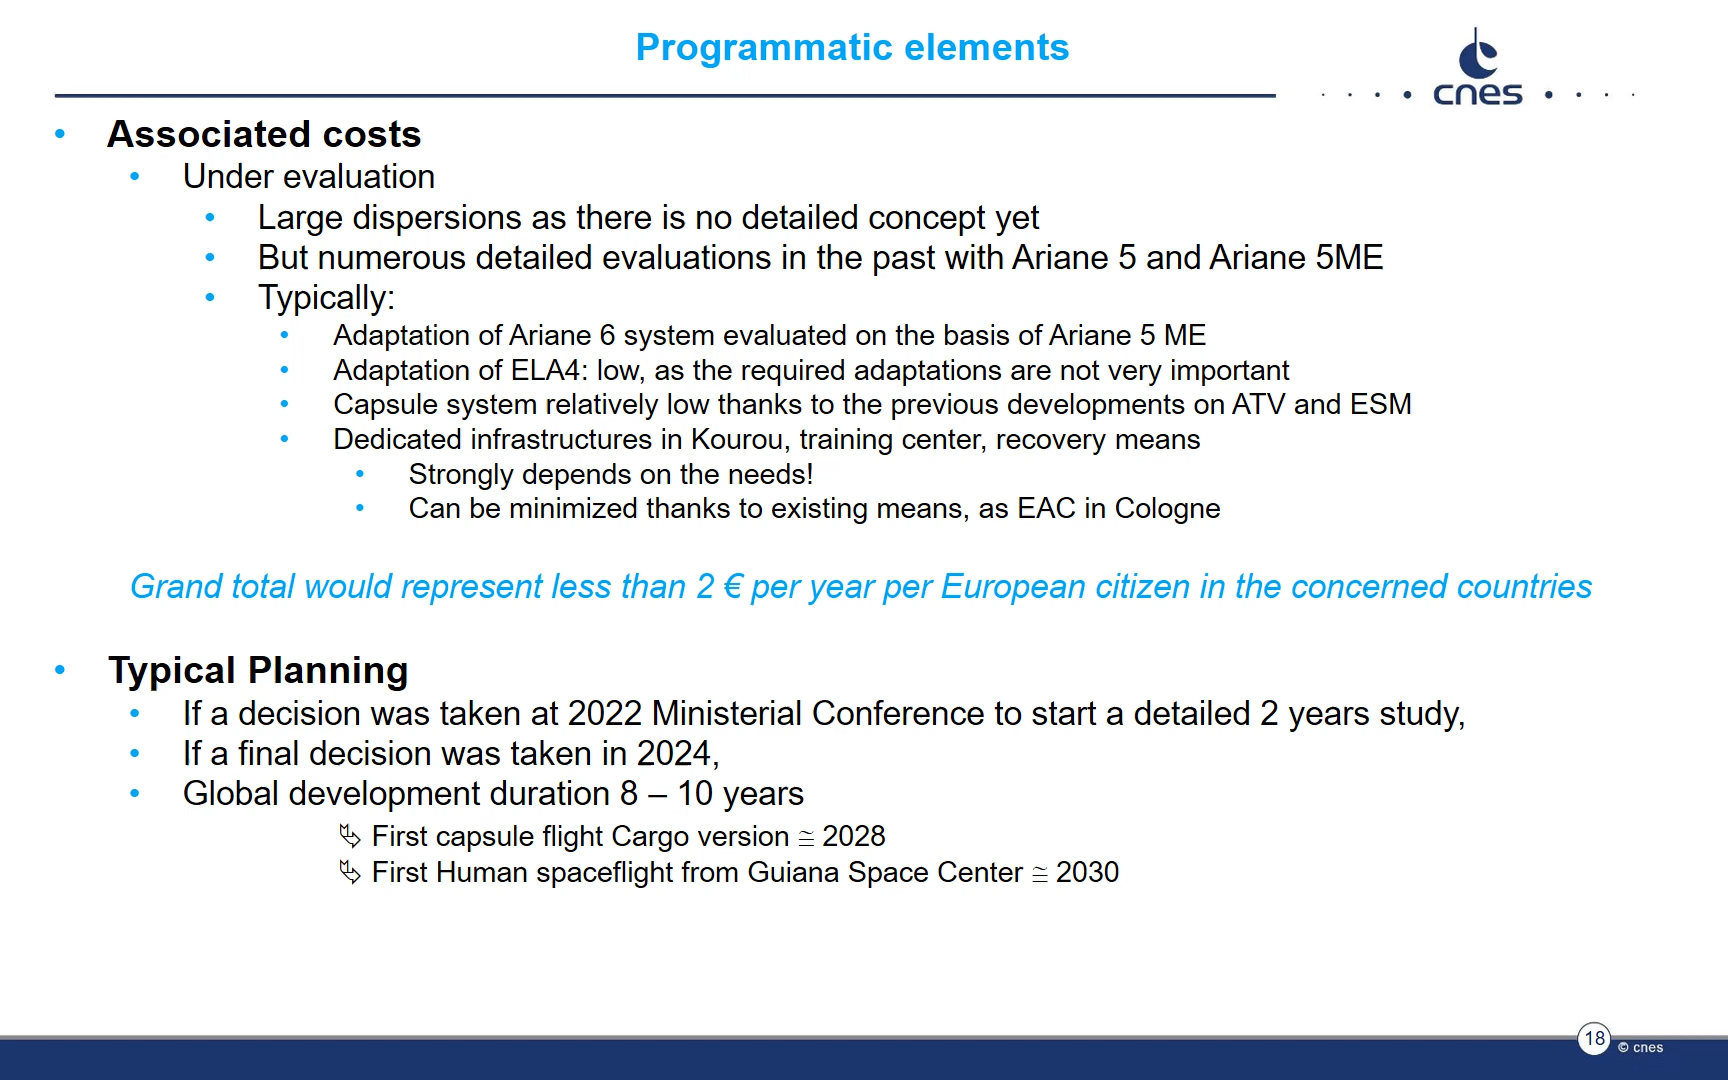 Programmatic elements
cnes
• Associated costs
• Under evaluation
• Large dispersions as there is no detailed concept yet
• But numerous detailed evaluations in the past with Ariane 5 and Ariane 5ME
• Typically:
• Adaptation of Ariane 6 system evaluated on the basis of Ariane 5 ME
• Adaptation of ELA4: low, as the required adaptations are not very important
• Capsule system relatively low thanks to the previous developments on ATV and ESM
• Dedicated infrastructures in Kourou, training center, recovery means
• Strongly depends on the needs!
• Can be minimized thanks to existing means, as EAC in Cologne
Grand total would represent less than 2 € per year per European citizen in the concerned countries
• Typical Planning
• If a decision was taken at 2022 Ministerial Conference to start a detailed 2 years study,
• If a final decision was taken in 2024,
• Global development duration 8 – 10 years
⮱ First capsule flight Cargo version ≅ 2028
⮱ First Human spaceflight from Guiana Space Center ≅ 2030
18
© cnes